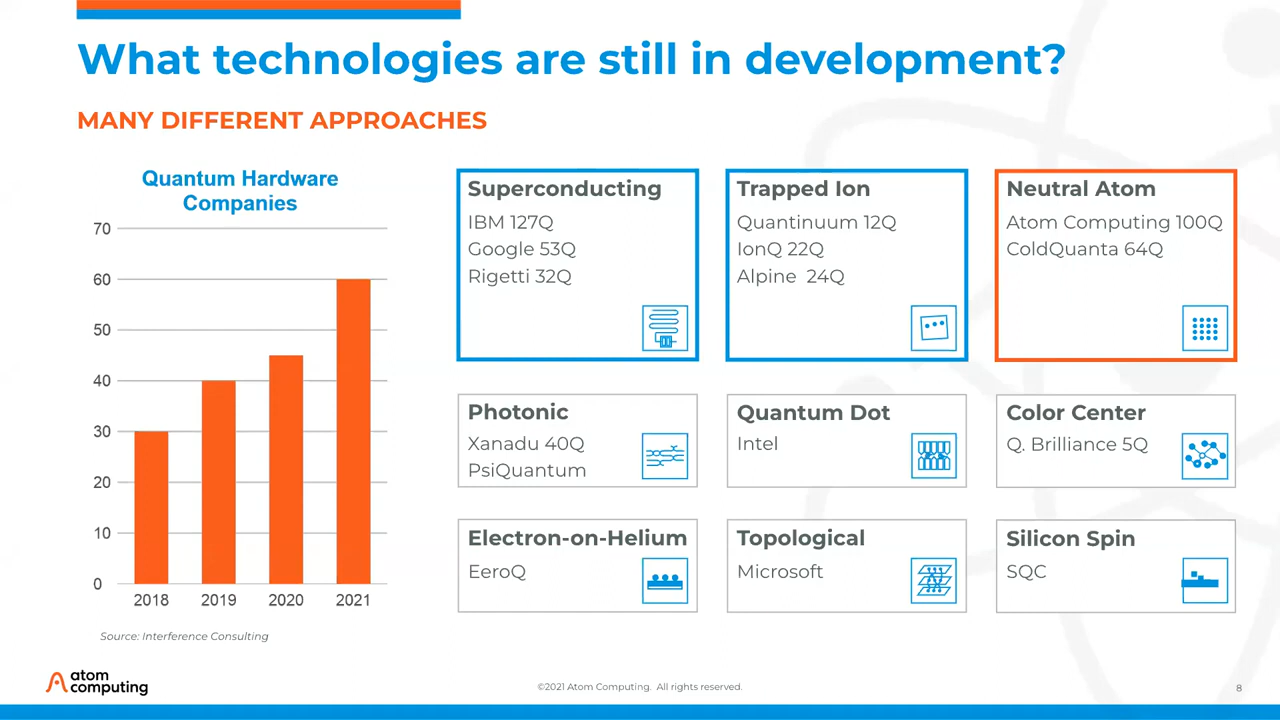 What technologies are still in development?
MANY DIFFERENT APPROACHES
Quantum Hardware
Companies
70
60
50
40
30
20
10
0
2018 2019 2020 2021
Source: Interference Consulting
Superconducting
IBM 127Q
Google 53Q
Rigetti 32Q
Trapped Ion
Quantinuum 12Q
IonQ 22Q
Alpine 24Q
Neutral Atom
Atom Computing 100Q
ColdQuanta 64Q
Photonic
Xanadu 40Q
PsiQuantum
Quantum Dot
Intel
Color Center
Q. Brilliance 5Q
Electron-on-Helium
EeroQ
Topological
Microsoft
Silicon Spin
SQC
atom
computing
©2021 Atom Computing. All rights reserved.
8